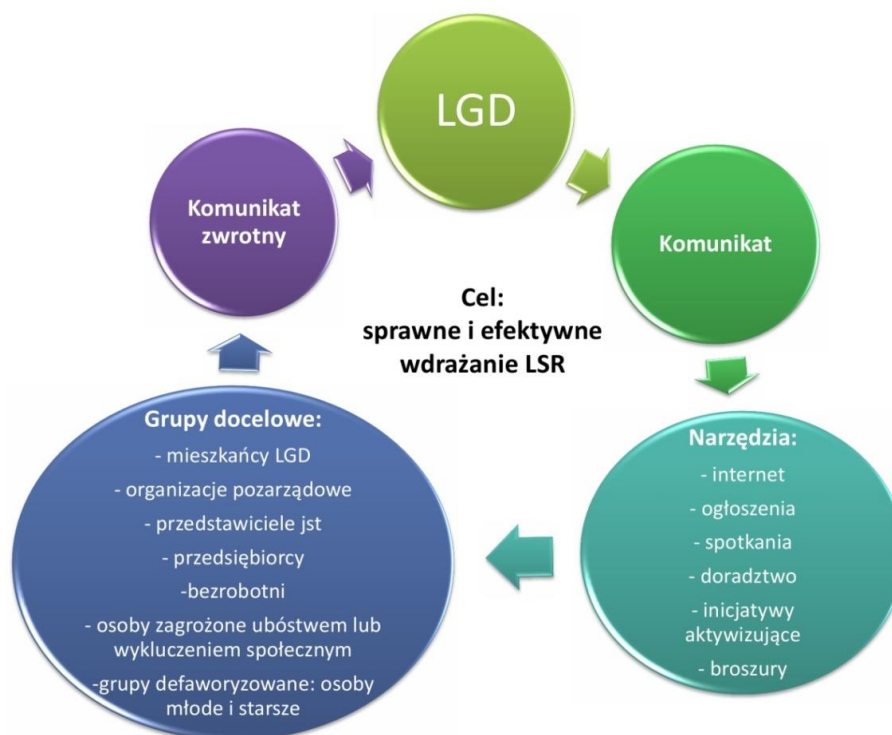 LGD
Komunikat
zwrotny
Komunikat
Cel:
sprawne i efektywne
wdrażanie LSR
Grupy docelowe:
- mieszkańcy LGD
- organizacje pozarządowe
- przedstawiciele jst
- przedsiębiorcy
-bezrobotni
- osoby zagrożone ubóstwem lub
wykluczeniem społecznym
-grupy defaworyzowane: osoby
młode i starsze
Narzędzia:
- internet
- ogłoszenia
- spotkania
- doradztwo
- inicjatywy
aktywizujące
- broszury